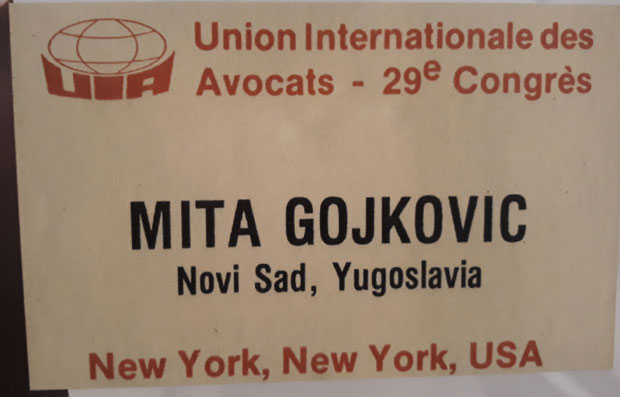 UIA
Union Internationale des
Avocats - 29e Congrès
MITA GOJKOVIC
Novi Sad, Yugoslavia
New York, New York, USA